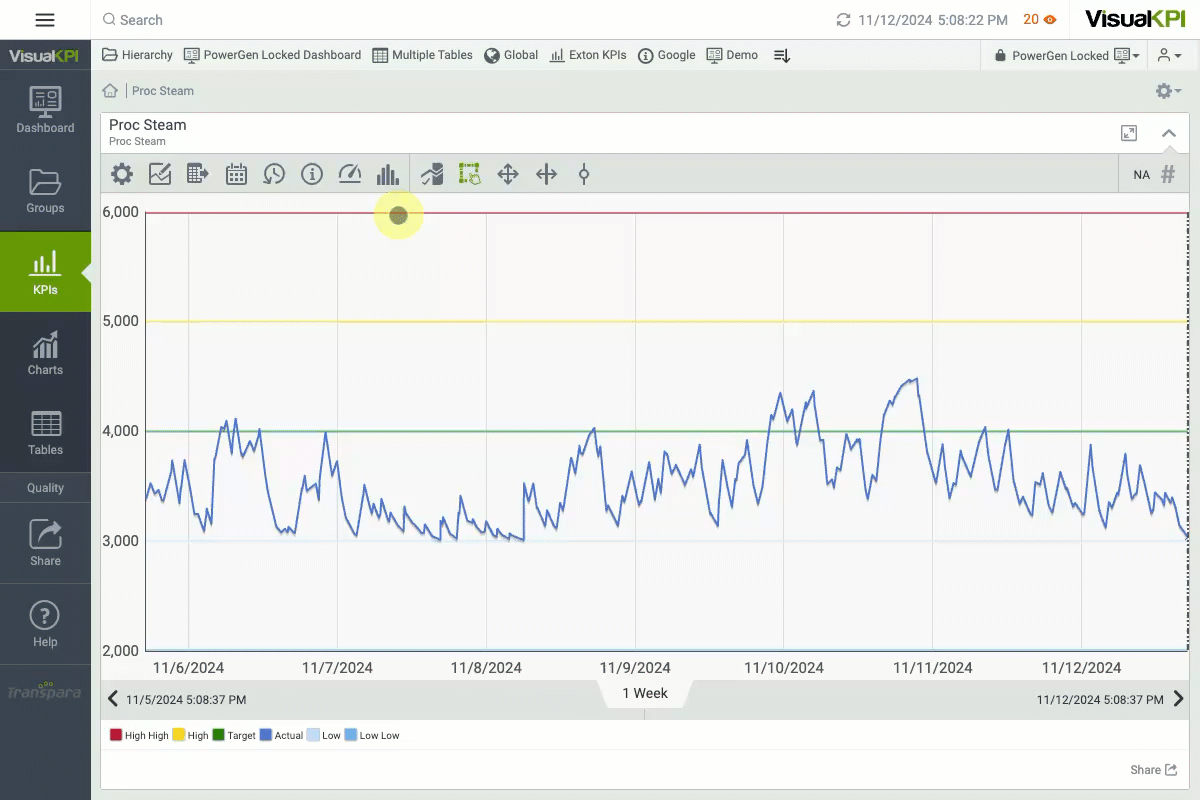 Search
11/12/2024 5:08:22 PM
20
VisualKPI
VisualKPI
Hierarchy PowerGen Locked Dashboard Multiple Tables Global Exton KPIs Google Demo PowerGen Locked
Proc Steam
Dashboard
Groups
KPIs
Charts
Tables
Quality
Share
Help
Transpara
Proc Steam
Proc Steam
NA #
6,000
5,000
4,000
3,000
2,000
11/6/2024 11/7/2024 11/8/2024 11/9/2024 11/10/2024 11/11/2024 11/12/2024
11/5/2024 5:08:37 PM 1 Week 11/12/2024 5:08:37 PM
High High High Target Actual Low Low Low
Share